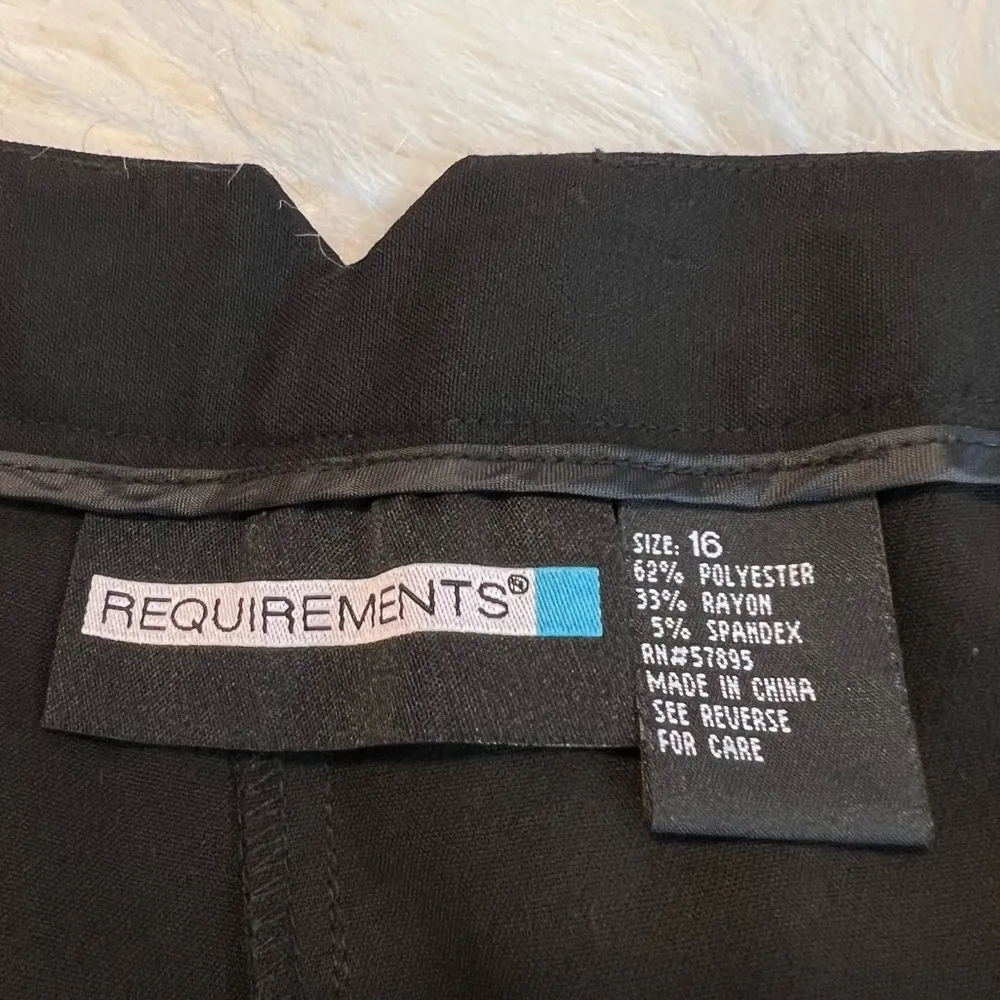 REQUIREMENTS®
SIZE: 16
62% POLYESTER
33% RAYON
5% SPANDEX
RN#57895
MADE IN CHINA
SEE REVERSE
FOR CARE